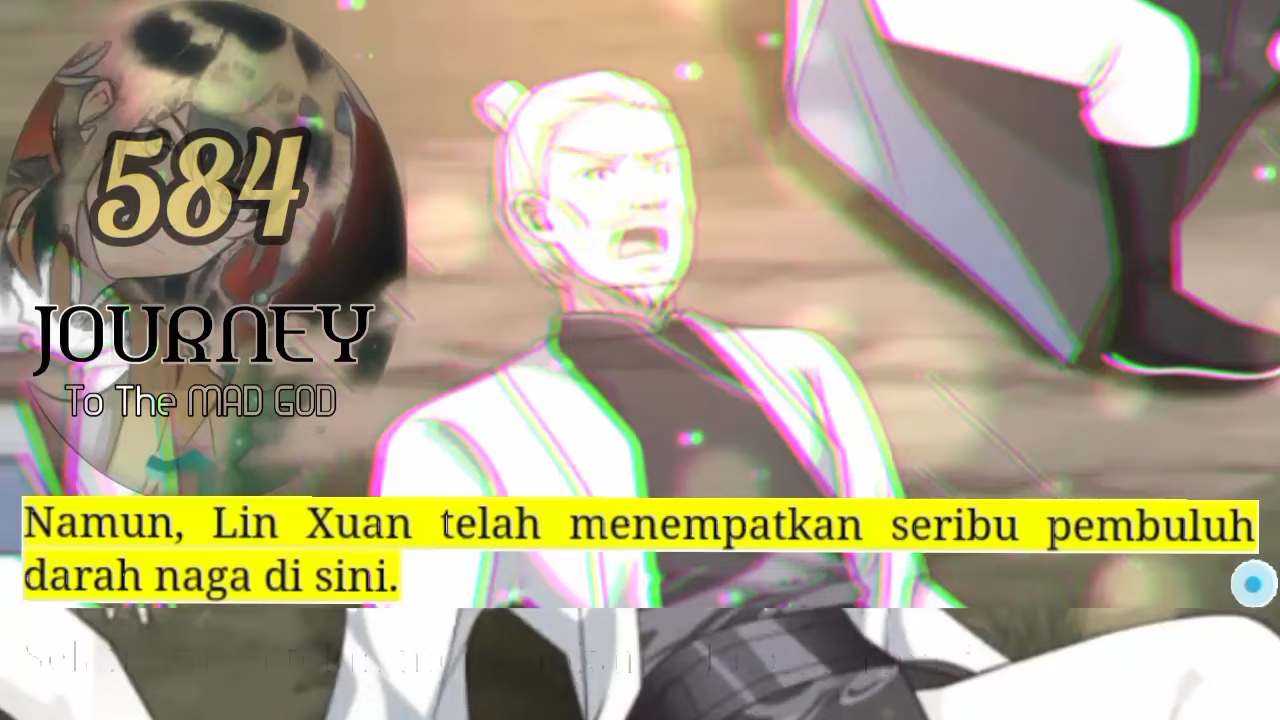 584
JOURNEY
To The MAD GOD
Namun, Lin Xuan telah menempatkan seribu pembuluh
darah naga di sini.